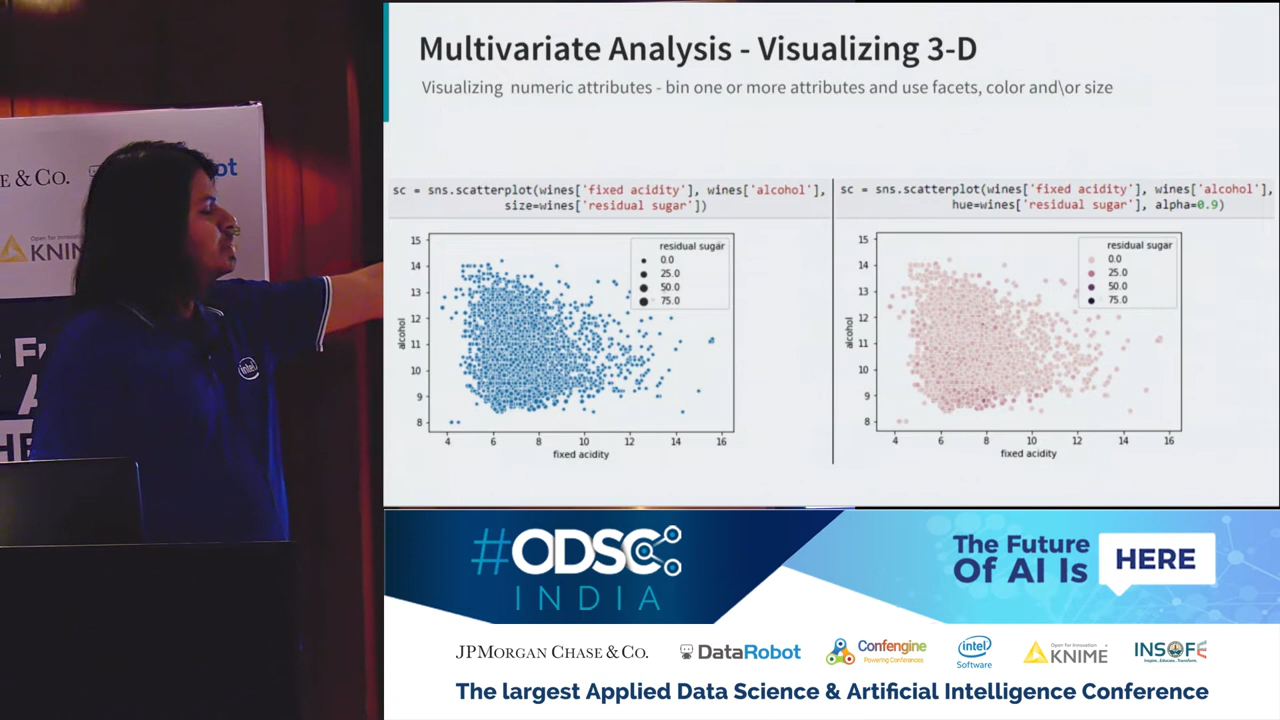 E & CO.
ot
Open for Innovation
KNIM
FU
A
HE
intel
Multivariate Analysis - Visualizing 3-D
Visualizing numeric attributes - bin one or more attributes and use facets, color and\or size
sc = sns.scatterplot(wines['fixed acidity'], wines['alcohol'],
size=wines['residual sugar'])
15
14
13
12
11
10
9
8
alcohol
4 6 8 10 12 14 16
fixed acidity
residual sugar
0.0
25.0
50.0
75.0
sc = sns.scatterplot(wines['fixed acidity'], wines['alcohol'],
hue=wines['residual sugar'], alpha=0.9)
15
14
13
12
11
10
9
8
alcohol
4 6 8 10 12 14 16
fixed acidity
residual sugar
0.0
25.0
50.0
75.0
#ODSC
INDIA
The Future
Of AI Is
HERE
JPMORGAN CHASE & CO.
DataRobot
Confengine
Powering Conferences
intel
Software
Open for Innovation
KNIME
INSOFE
Inspire...Educate...Transform.
The largest Applied Data Science & Artificial Intelligence Conference